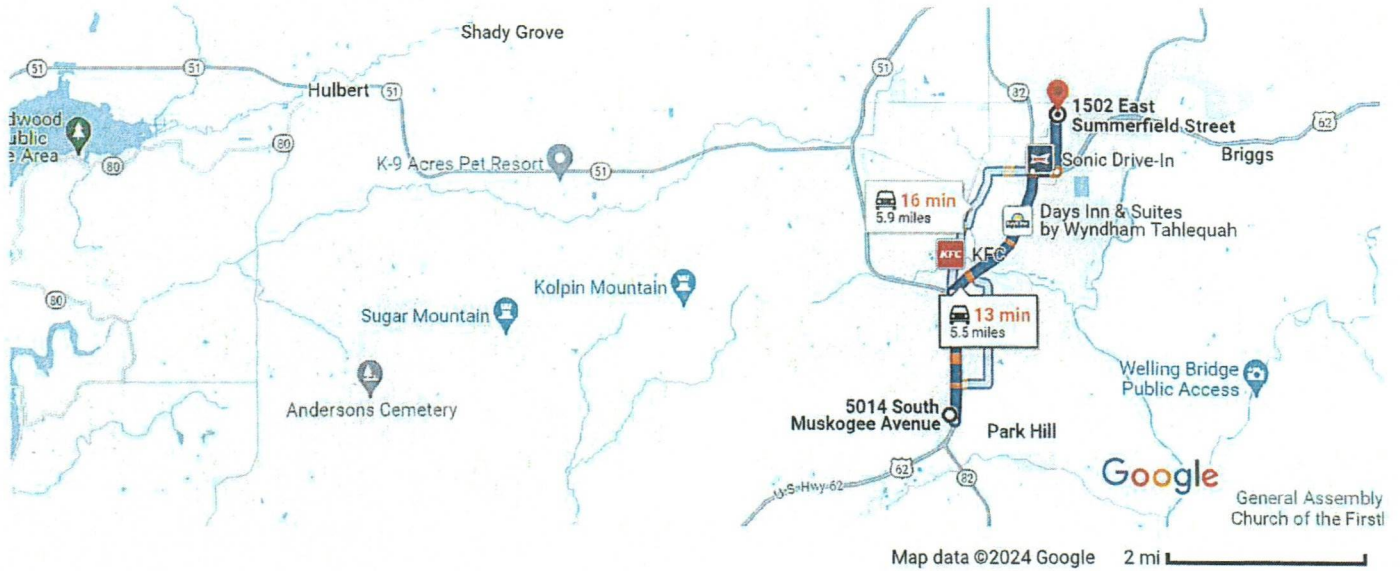 Shady Grove
51
51
51
Hulbert
51
82
62
1502 East
Summerfield Street
dwood
ublic
e Area
80
80
K-9 Acres Pet Resort
51
Sonic Drive-In
Briggs
16 min
5.9 miles
Days Inn & Suites
by Wyndham Tahlequah
KFC
KFC
80
Kolpin Mountain
Sugar Mountain
13 min
5.5 miles
Welling Bridge
Public Access
Andersons Cemetery
5014 South
Muskogee Avenue
Park Hill
62
82
U.S. Hwy 62
Google
General Assembly
Church of the Firstl
Map data ©2024 Google
2 mi